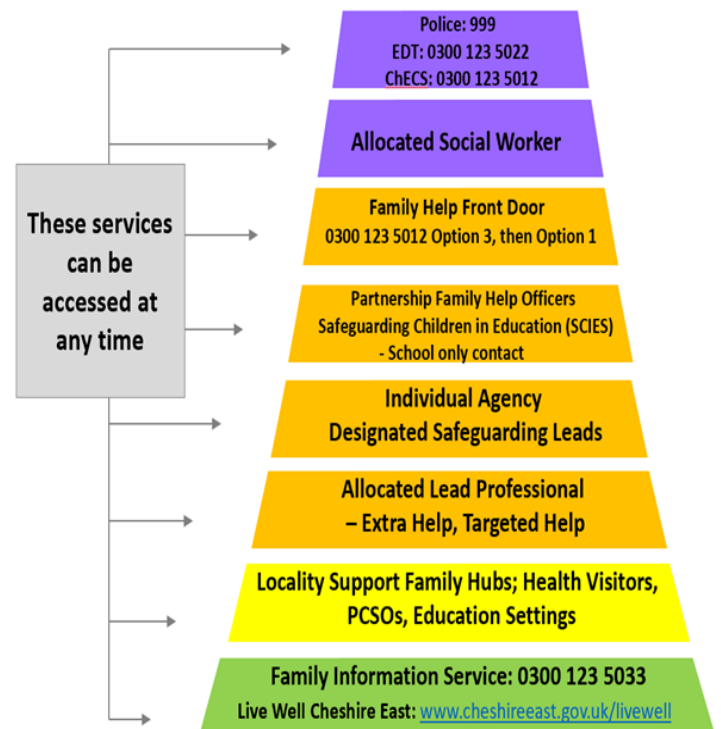 Police: 999
EDT: 0300 123 5022
ChECS: 0300 123 5012
Allocated Social Worker
Family Help Front Door
0300 123 5012 Option 3, then Option 1
These services
can be
accessed at
any time
Partnership Family Help Officers
Safeguarding Children in Education (SCIES)
- School only contact
Individual Agency
Designated Safeguarding Leads
Allocated Lead Professional
– Extra Help, Targeted Help
Locality Support Family Hubs; Health Visitors,
PCSOs, Education Settings
Family Information Service: 0300 123 5033
Live Well Cheshire East: www.cheshireeast.gov.uk/livewell